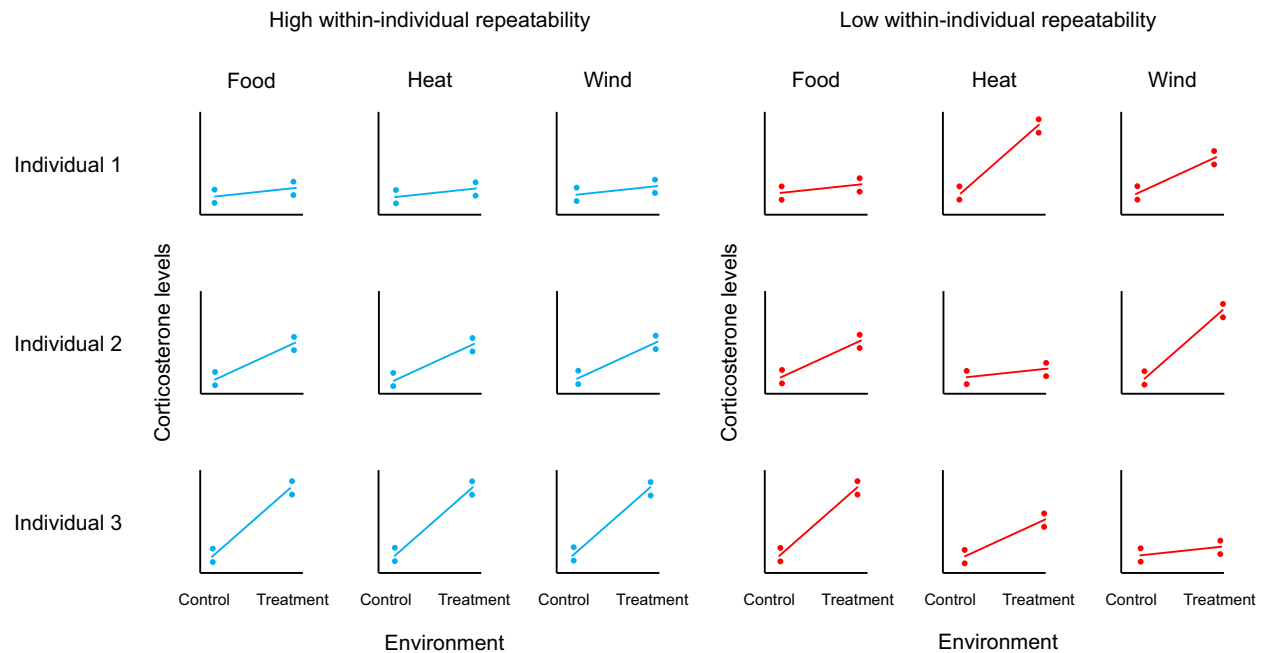 High within-individual repeatability
Low within-individual repeatability
Food
Heat
Wind
Food
Heat
Wind
Individual 1
Individual 2
Individual 3
Corticosterone levels
Corticosterone levels
Control
Treatment
Control
Treatment
Control
Treatment
Control
Treatment
Control
Treatment
Control
Treatment
Environment
Environment